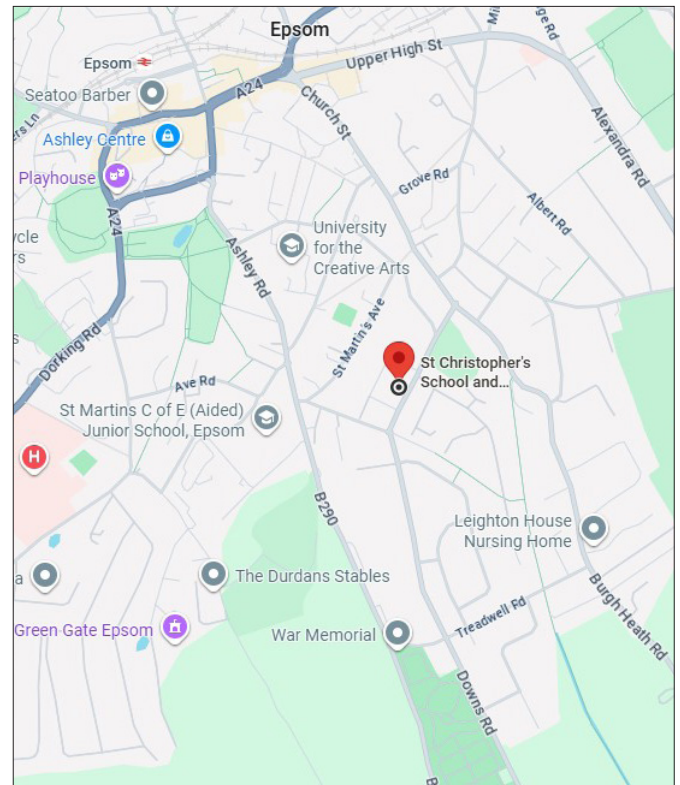 Epsom
Upper High St
Epsom
A24
Seatoo Barber
Church St
Alexandra Rd
Ashley Centre
Playhouse
Grove Rd
Albert Rd
A24
University
for the
Creative Arts
Ashley Rd
St Martin's Ave
Dorking Rd
St Christopher's
School and...
Ave Rd
St Martins C of E (Aided)
Junior School, Epsom
H
B290
Leighton House
Nursing Home
The Durdans Stables
Burgh Heath Rd
Green Gate Epsom
War Memorial
Treadwell Rd
Downs Rd